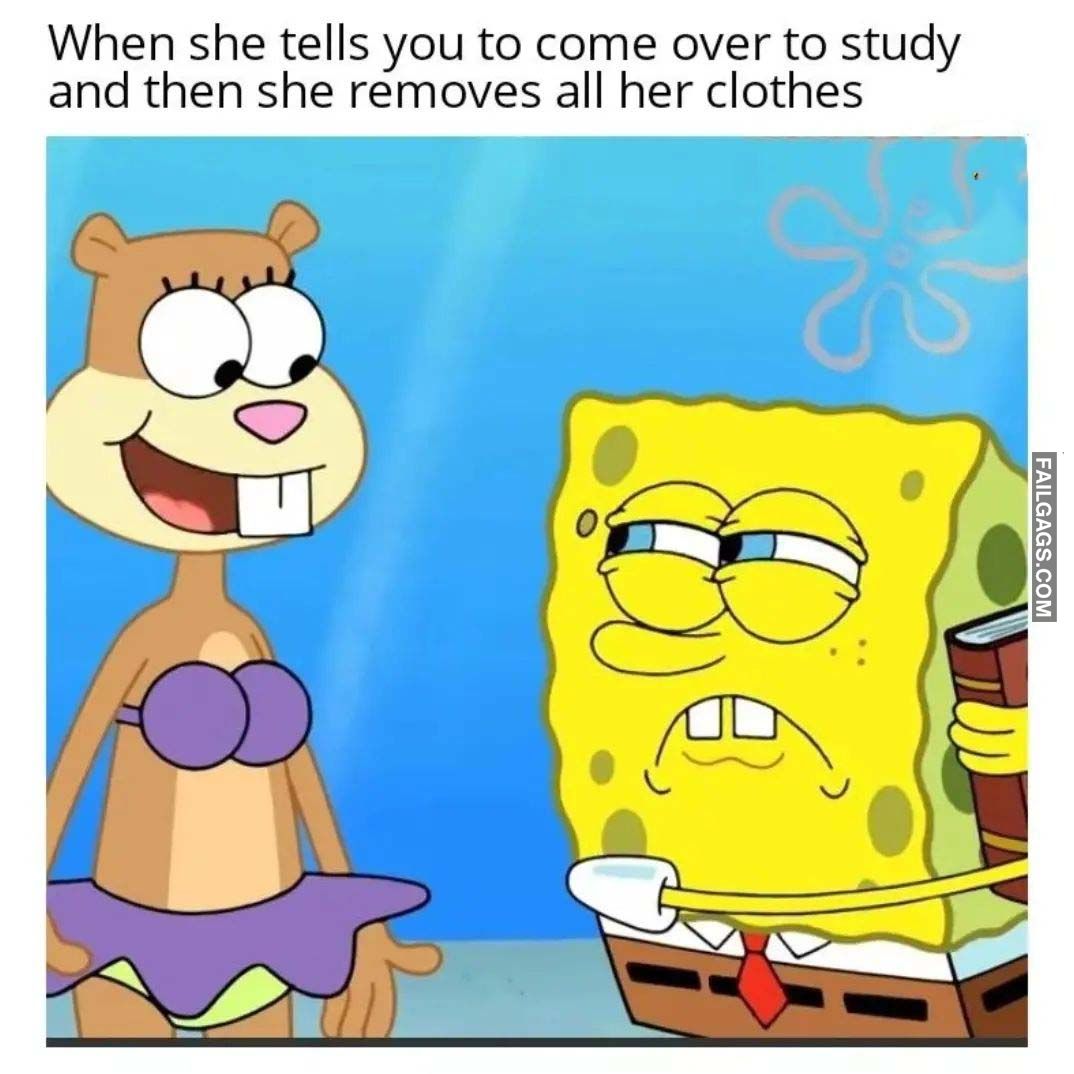 When she tells you to come over to study
and then she removes all her clothes
FAILGAGS.COM